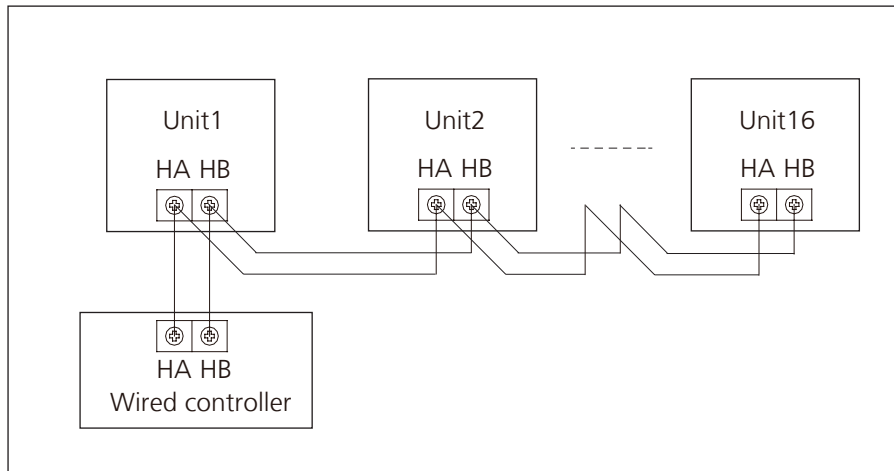 Unit1
HA HB
Unit2
HA HB
Unit16
HA HB
HA HB
Wired controller